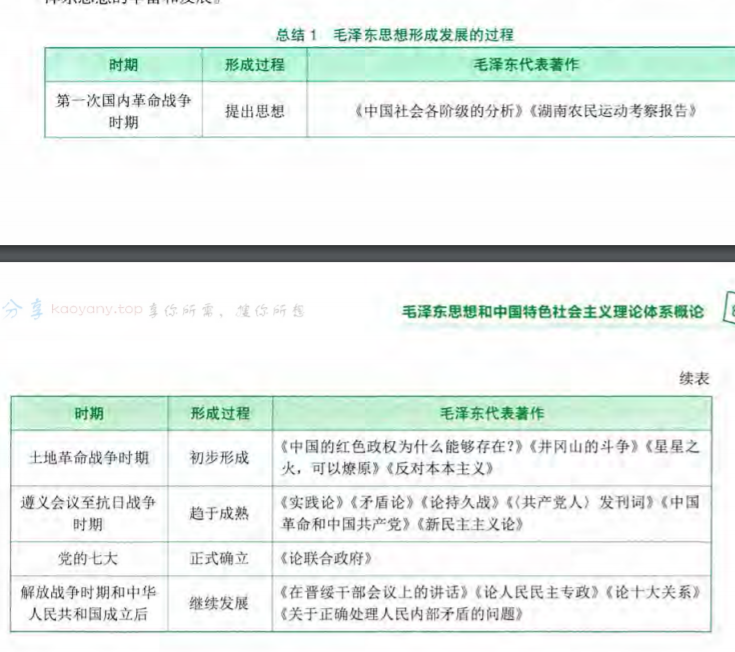 总结 1 毛泽东思想形成发展的过程
时期 形成过程 毛泽东代表著作
第一次国内革命战争
时期
提出思想
《中国社会各阶级的分析》《湖南农民运动考察报告》
分享 kaoyany.top 享你所需,
毛泽东思想和中国特色社会主义理论体系概论
续表
时期 形成过程 毛泽东代表著作
土地革命战争时期
初步形成
《中国的红色政权为什么能够存在?》《井冈山的斗争》《星星之
火,可以燎原》《反对本本主义》
遵义会议至抗日战争
时期
趋于成熟
《实践论》《矛盾论》《论持久战》《〈共产党人〉发刊词》《中国
革命和中国共产党》《新民主主义论》
党的七大 正式确立 《论联合政府》
解放战争时期和中华
人民共和国成立后
继续发展
《在晋绥干部会议上的讲话》《论人民民主专政》《论十大关系》
《关于正确处理人民内部矛盾的问题》